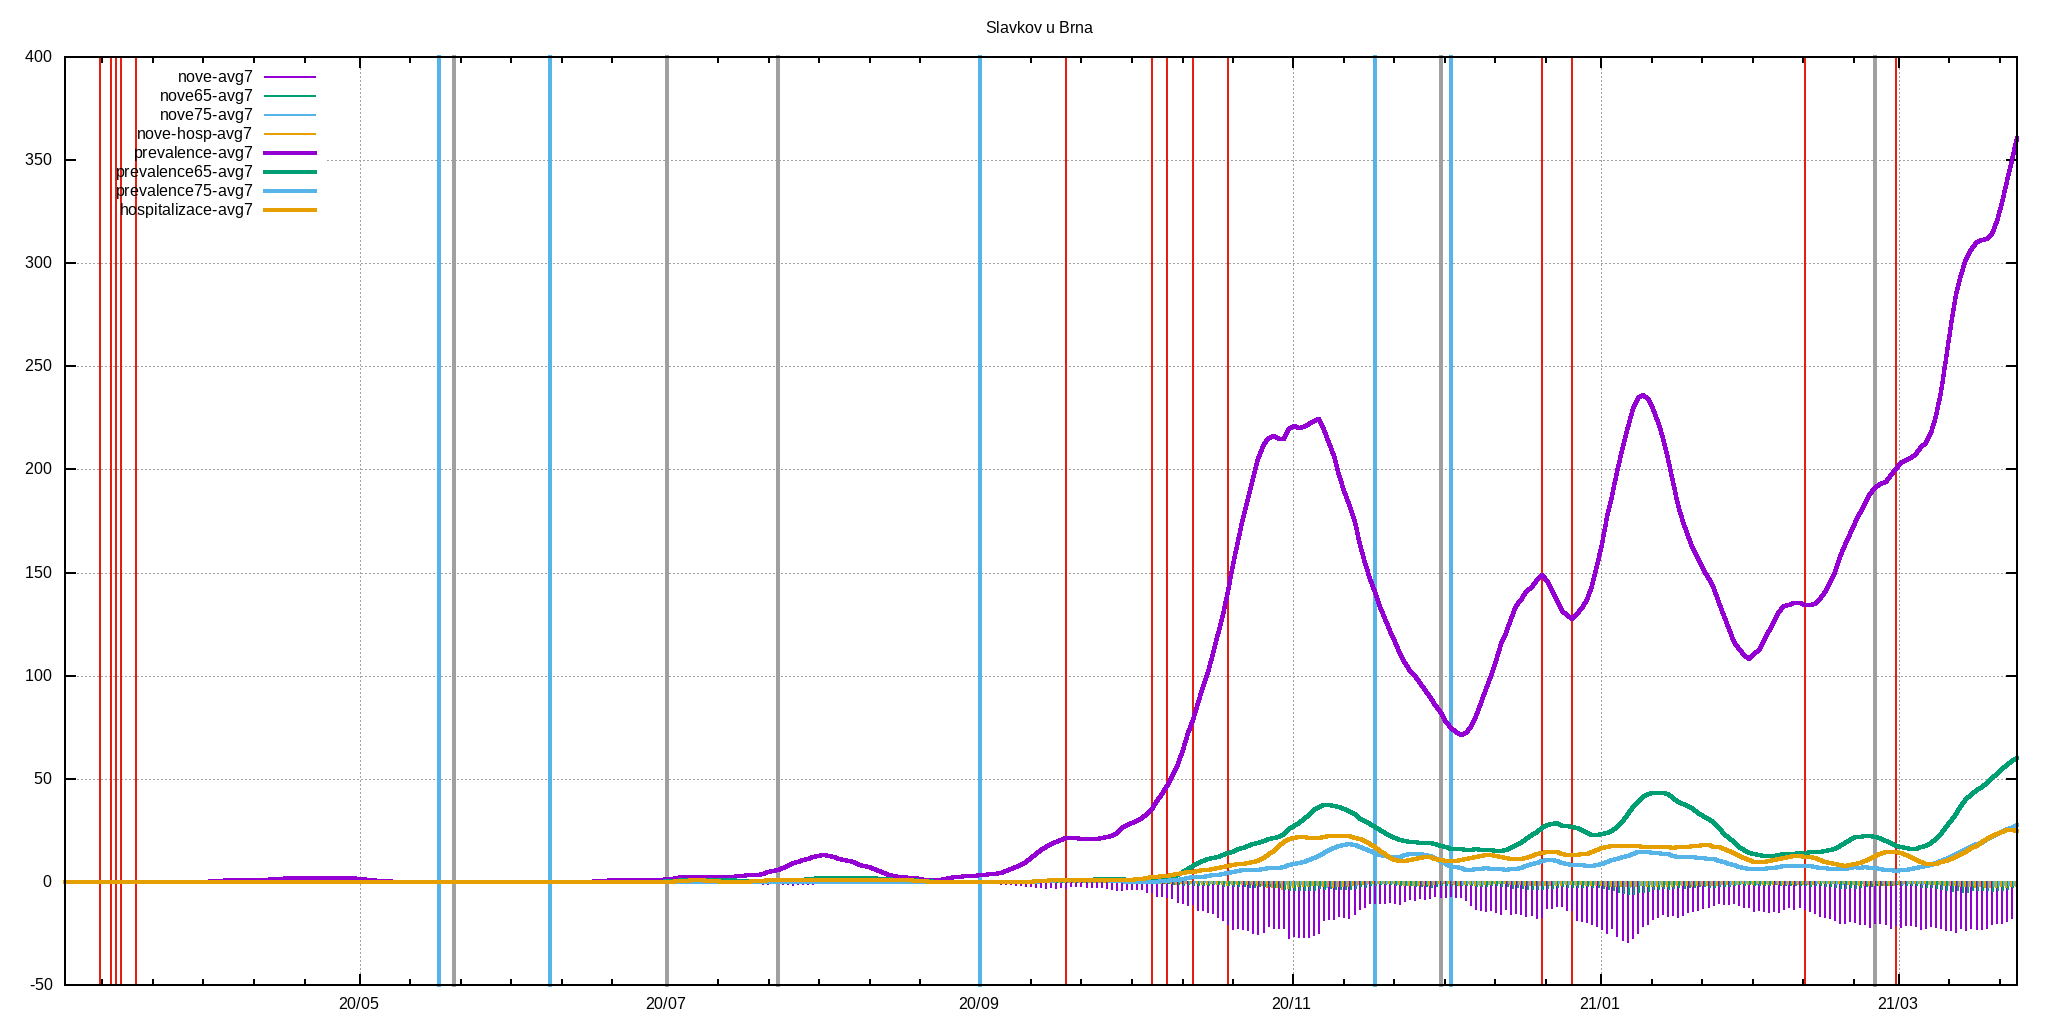 Slavkov u Brna
400
350
300
250
200
150
100
50
0
-50
nove-avg7
nove65-avg7
nove75-avg7
nove-hosp-avg7
prevalence-avg7
prevalence65-avg7
prevalence75-avg7
hospitalizace-avg7
20/05 20/07 20/09 20/11 21/01 21/03